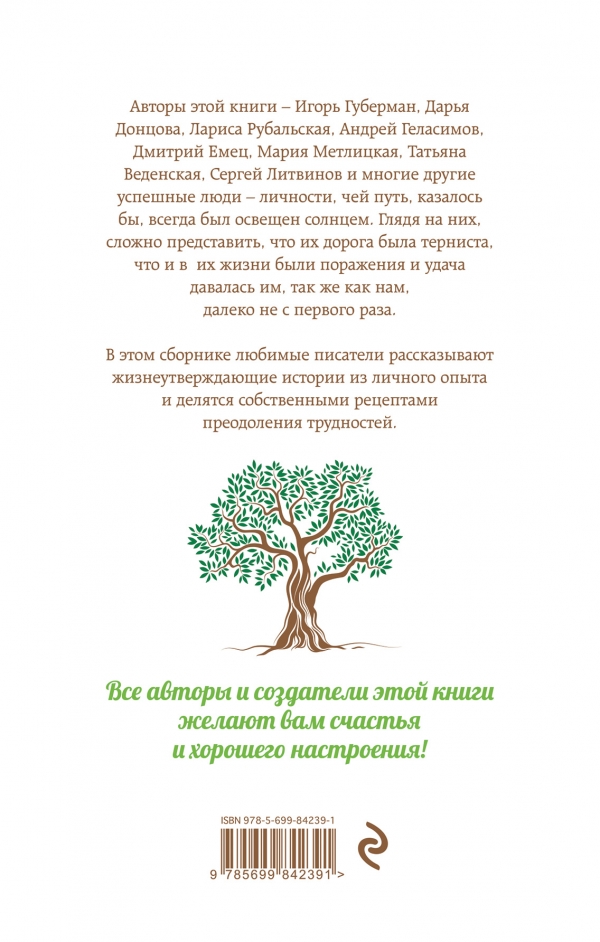 Авторы этой книги – Игорь Губерман, Дарья
Донцова, Лариса Рубальская, Андрей Геласимов,
Дмитрий Емец, Мария Метлицкая, Татьяна
Веденская, Сергей Литвинов и многие другие
успешные люди – личности, чей путь, казалось
бы, всегда был освещен солнцем. Глядя на них,
сложно представить, что их дорога была терниста,
что и в их жизни были поражения и удача
давалась им, так же как нам,
далеко не с первого раза.
В этом сборнике любимые писатели рассказывают
жизнеутверждающие истории из личного опыта
и делятся собственными рецептами
преодоления трудностей.
Все авторы и создатели этой книги
желают вам счастья
и хорошего настроения!
ISBN 978-5-699-84239-1
9 785699 842391 >